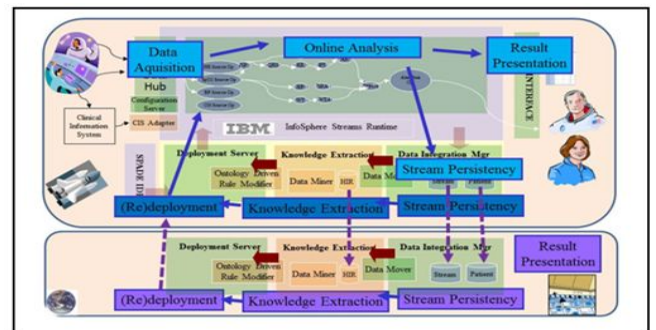 Data
Aquisition
Online Analysis
Result
Presentation
Hub
Configuration
Server
CIS Adapter
Clinical
Information
System
INTERFACE
IBM
InfoSphere Streams Runtime
Deployment Server
Knowledge Extraction
Data Integration Mgr
Stream Persistency
Ontology Driven
Rule Modifier
Data Miner
HIR
Data Mover
(Re)deployment
Knowledge Extraction
Stream Persistency
Deployment Server
Knowledge Extraction
Data Integration Mgr
Result
Presentation
Ontology Driven
Rule Modifier
Data Miner
HIR
Data Mover
Stream
Patient
(Re)deployment
Knowledge Extraction
Stream Persistency